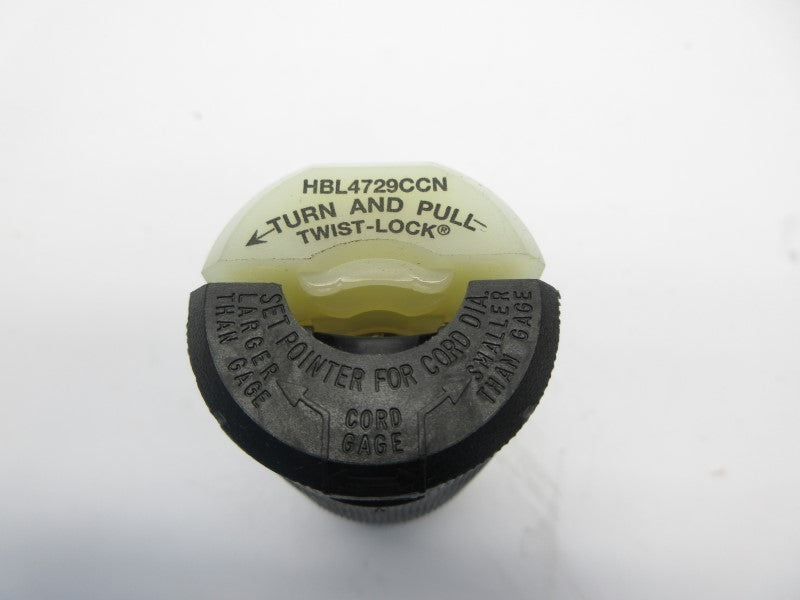 HBL4729CCN
TURN AND PULL
TWIST-LOCK®
SET POINTER FOR CORD DIA.
LARGER
THAN GAGE
SMALLER
THAN GAGE
CORD
GAGE